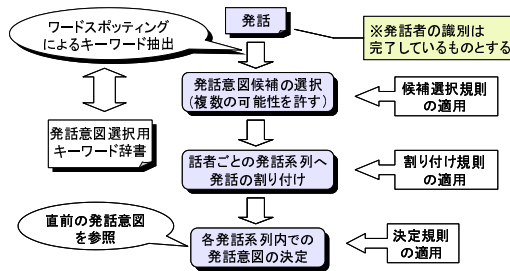 ワードスポッティング
によるキーワード抽出
発話
※発話者の識別は
完了しているものとする
発話意図候補の選択
(複数の可能性を許す)
候補選択規則
の適用
発話意図選択用
キーワード辞書
話者ごとの発話系列へ
発話の割り付け
割り付け規則
の適用
直前の発話意図
を参照
各発話系列内での
発話意図の決定
決定規則
の適用